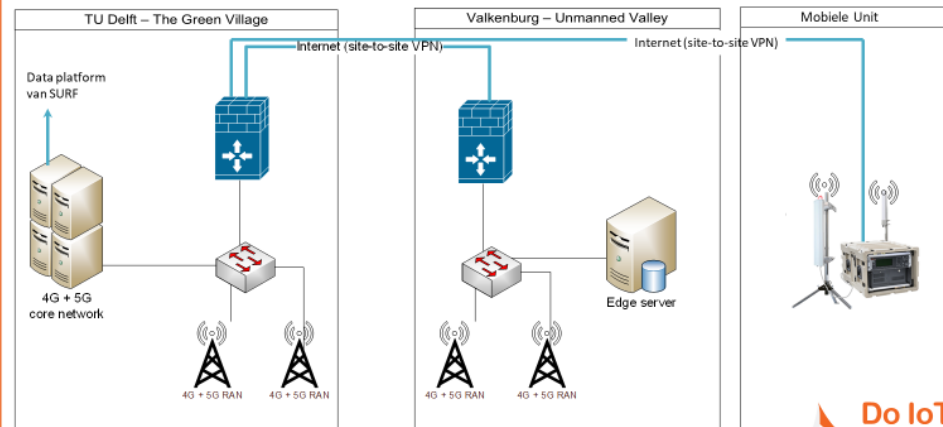 TU Delft – The Green Village
Valkenburg – Unmanned Valley
Mobiele Unit
Internet (site-to-site VPN)
Internet (site-to-site VPN)
Data platform
van SURF
4G + 5G
core network
Edge server
4G + 5G RAN
4G + 5G RAN
4G + 5G RAN
4G + 5G RAN
Do IoT